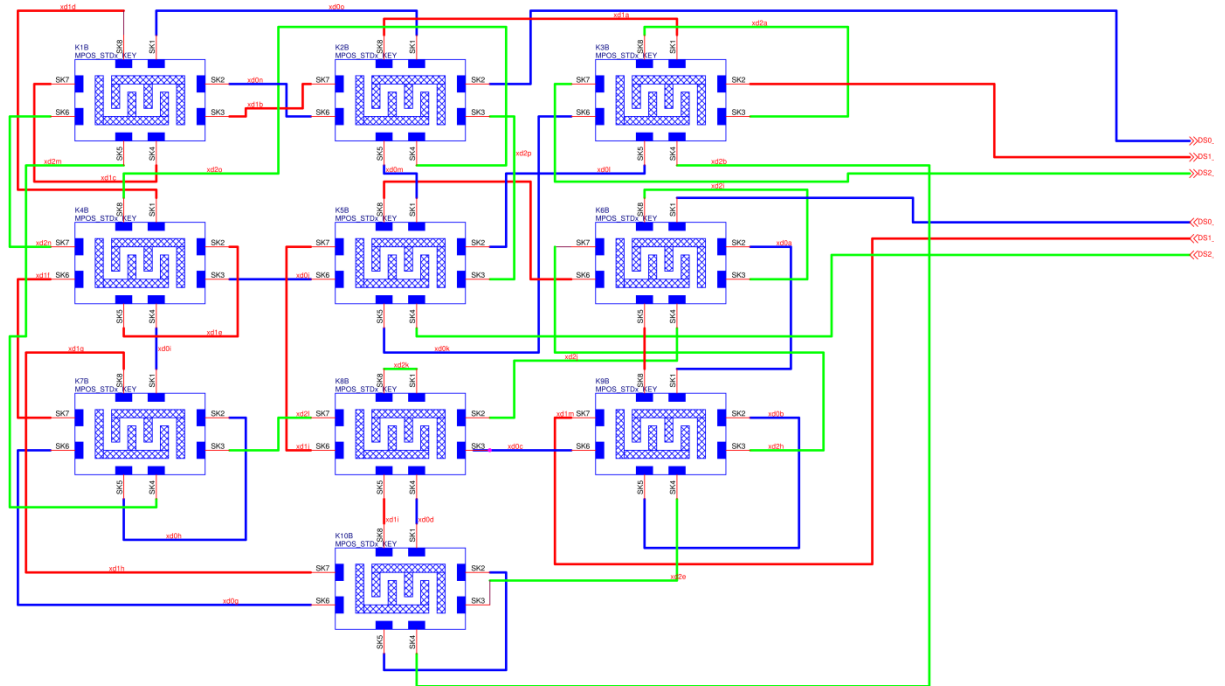 xd1d
xd0o
xd1a
xd2a
K1B
MPOS_STDx_KEY
SK8
SK1
SK7
SK2
SK6
SK3
SK5
SK4
xd0n
xd1b
K2B
MPOS_STDx_KEY
SK8
SK1
SK7
SK2
SK6
SK3
SK5
SK4
K3B
MPOS_STDx_KEY
SK8
SK1
SK7
SK2
SK6
SK3
SK5
SK4
DS0_
DS1_
DS2_
xd2m
xd1c
xd2o
xd0m
xd2p
xd0l
xd2b
K4B
MPOS_STDx_KEY
SK8
SK1
SK7
SK2
SK6
SK3
SK5
SK4
xd2n
xd1f
xd1e
xd0j
K5B
MPOS_STDx_KEY
SK8
SK1
SK7
SK2
SK6
SK3
SK5
SK4
xd2i
K6B
MPOS_STDx_KEY
SK8
SK1
SK7
SK2
SK6
SK3
SK5
SK4
xd0a
DS0_
DS1_
DS2_
xd1g
xd0i
xd0k
xd2j
xd2k
K7B
MPOS_STDx_KEY
SK8
SK1
SK7
SK2
SK6
SK3
SK5
SK4
xd2l
xd1j
K8B
MPOS_STDx_KEY
SK8
SK1
SK7
SK2
SK6
SK3
SK5
SK4
xd0c
xd1m
K9B
MPOS_STDx_KEY
SK8
SK1
SK7
SK2
SK6
SK3
SK5
SK4
xd0b
xd2h
xd0h
xd1i
xd0d
K10B
MPOS_STDx_KEY
SK8
SK1
SK7
SK2
SK6
SK3
SK5
SK4
xd1h
xd2e